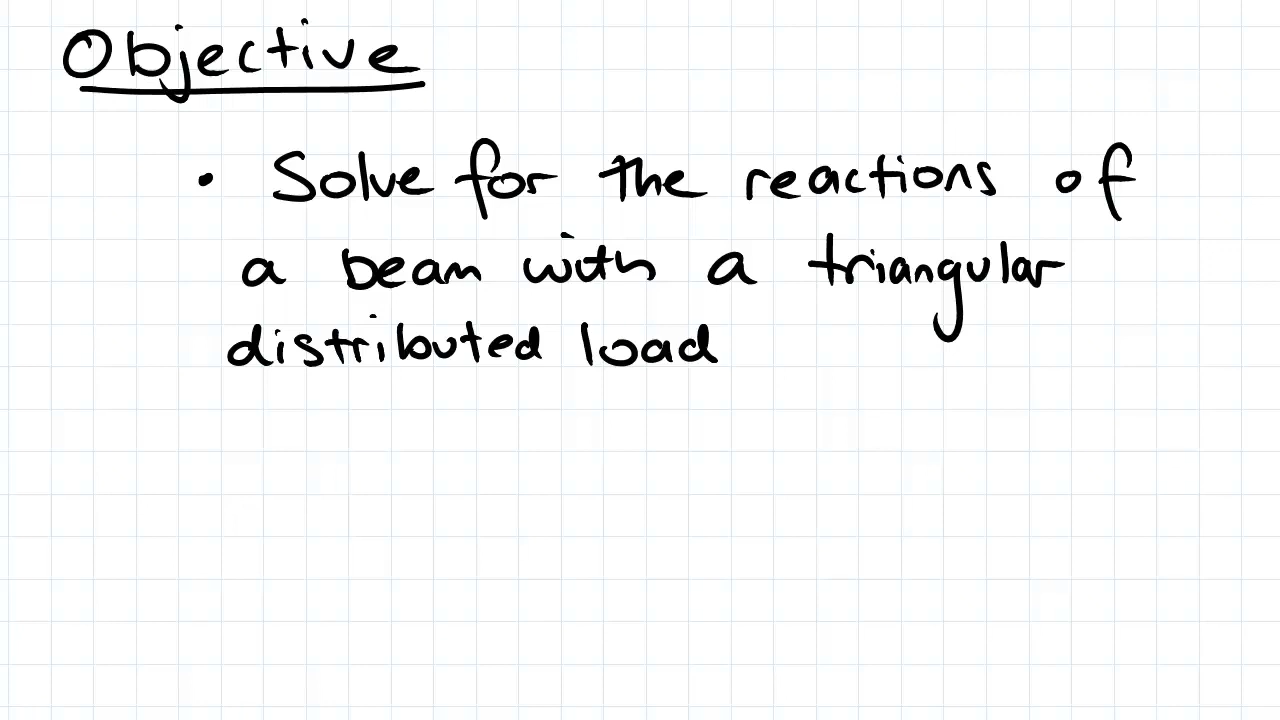 Objective
• Solve for the reactions of
a beam with a triangular
distributed load